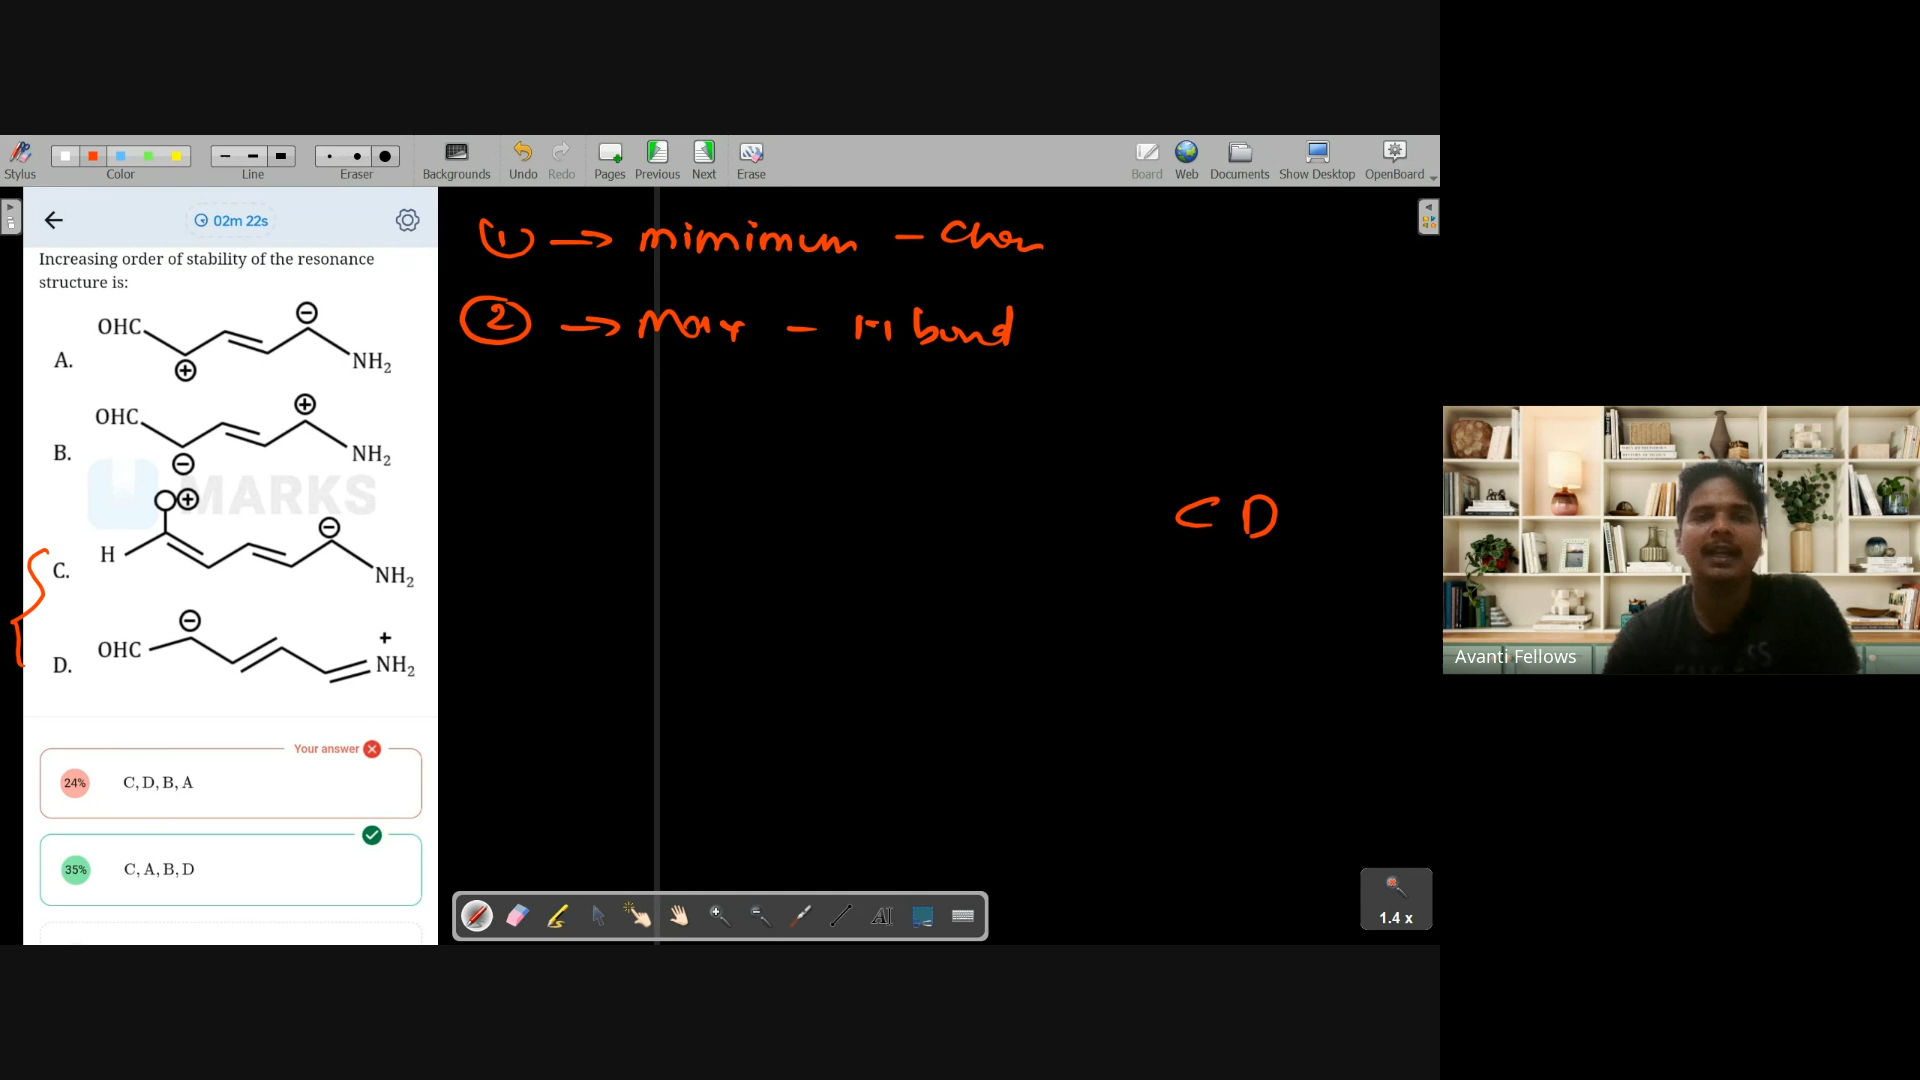 Stylus
Color
Line
Eraser
Backgrounds
Undo
Redo
Pages
Previous
Next
Erase
Board
Web
Documents
Show Desktop
OpenBoard
02m 22s
Increasing order of stability of the resonance
structure is:
A. OHC ⊕ ⊖ NH₂
B. OHC ⊖ ⊕ NH₂
MARKS
C. H O⊕ ⊖ NH₂
D. OHC ⊖ + NH₂
Your answer
24% C, D, B, A
35% C, A, B, D
① → mimimum –
② → Max – π bond
C D
1.4 x
Avanti Fellows